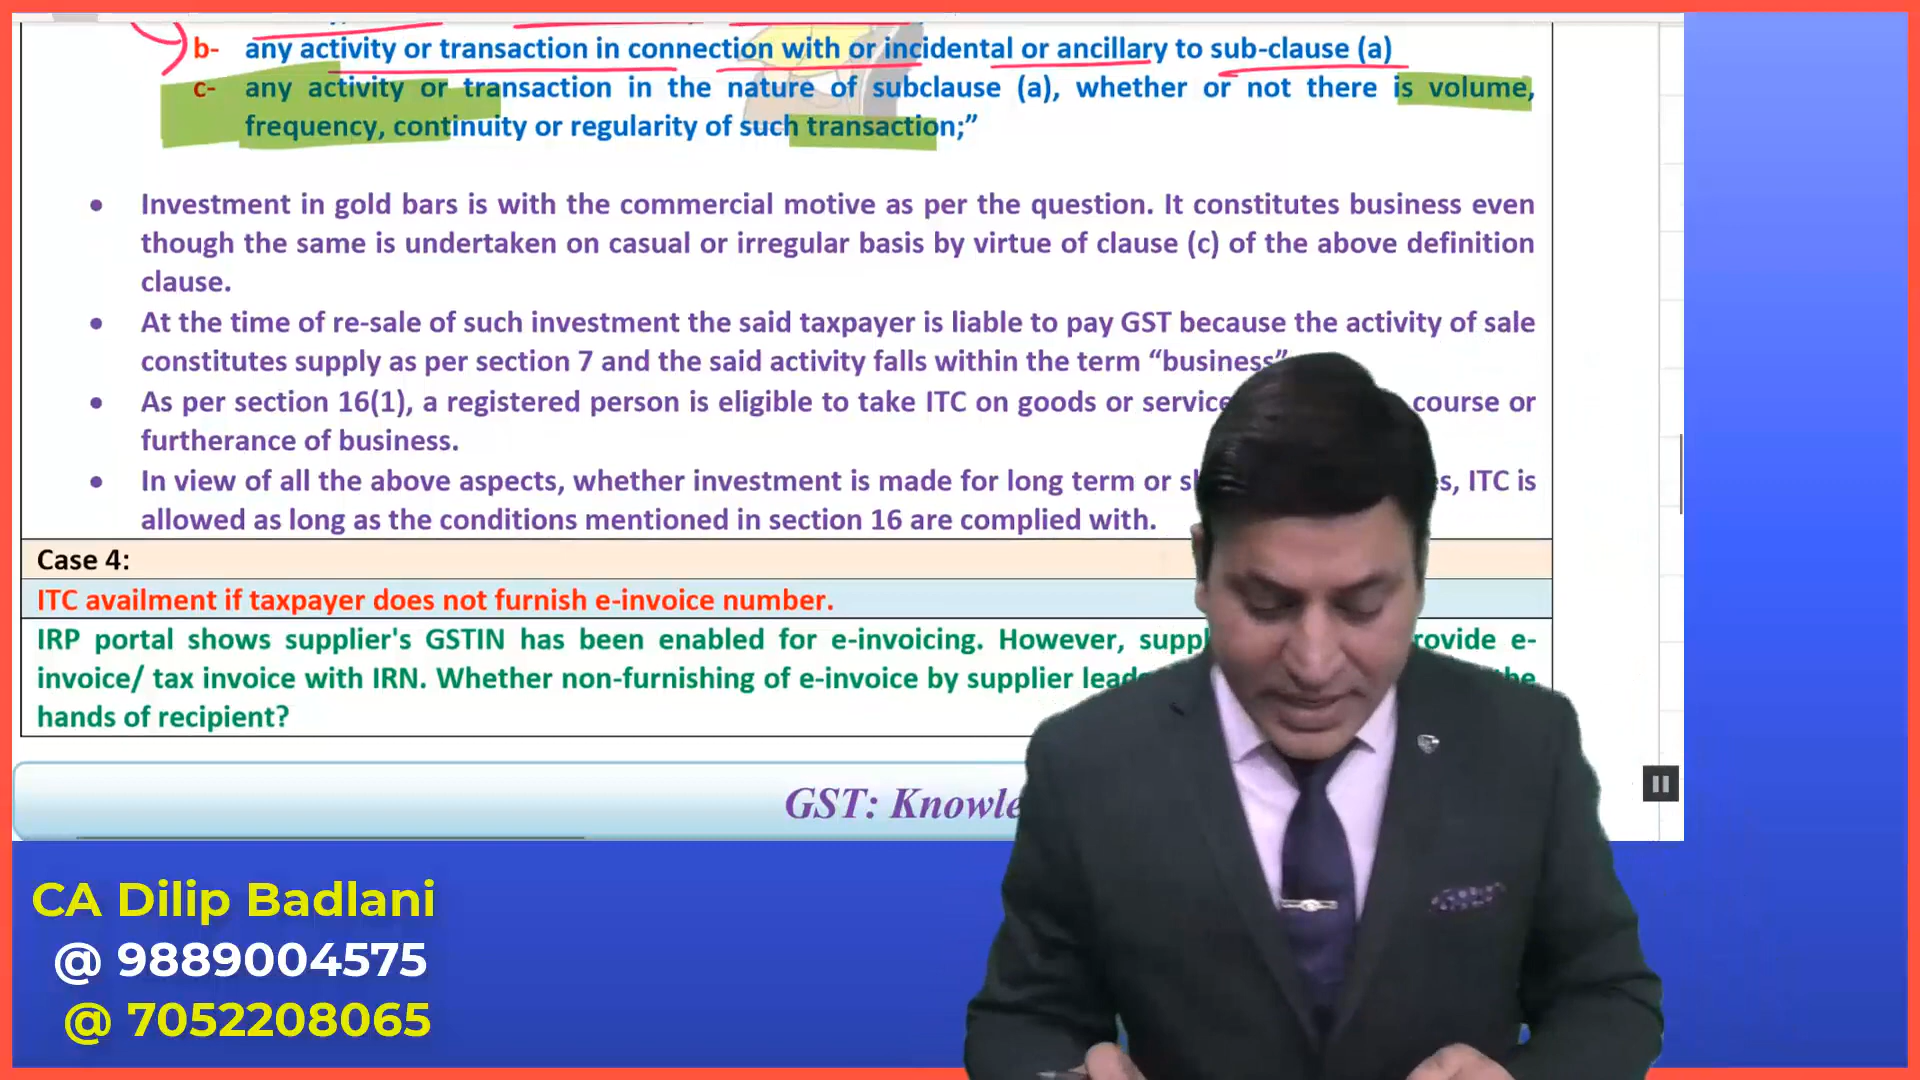 b- any activity or transaction in connection with or incidental or ancillary to sub-clause (a)
c- any activity or transaction in the nature of subclause (a), whether or not there is volume,
frequency, continuity or regularity of such transaction;”
• Investment in gold bars is with the commercial motive as per the question. It constitutes business even
though the same is undertaken on casual or irregular basis by virtue of clause (c) of the above definition
clause.
• At the time of re-sale of such investment the said taxpayer is liable to pay GST because the activity of sale
constitutes supply as per section 7 and the said activity falls within the term “business”
• As per section 16(1), a registered person is eligible to take ITC on goods or course or
furtherance of business.
• In view of all the above aspects, whether investment is made for long term or ITC is
allowed as long as the conditions mentioned in section 16 are complied with.
Case 4:
ITC availment if taxpayer does not furnish e-invoice number.
IRP portal shows supplier's GSTIN has been enabled for e-invoicing. However, e-
invoice/ tax invoice with IRN. Whether non-furnishing of e-invoice by supplier
hands of recipient?
GST:
CA Dilip Badlani
@ 9889004575
@ 7052208065